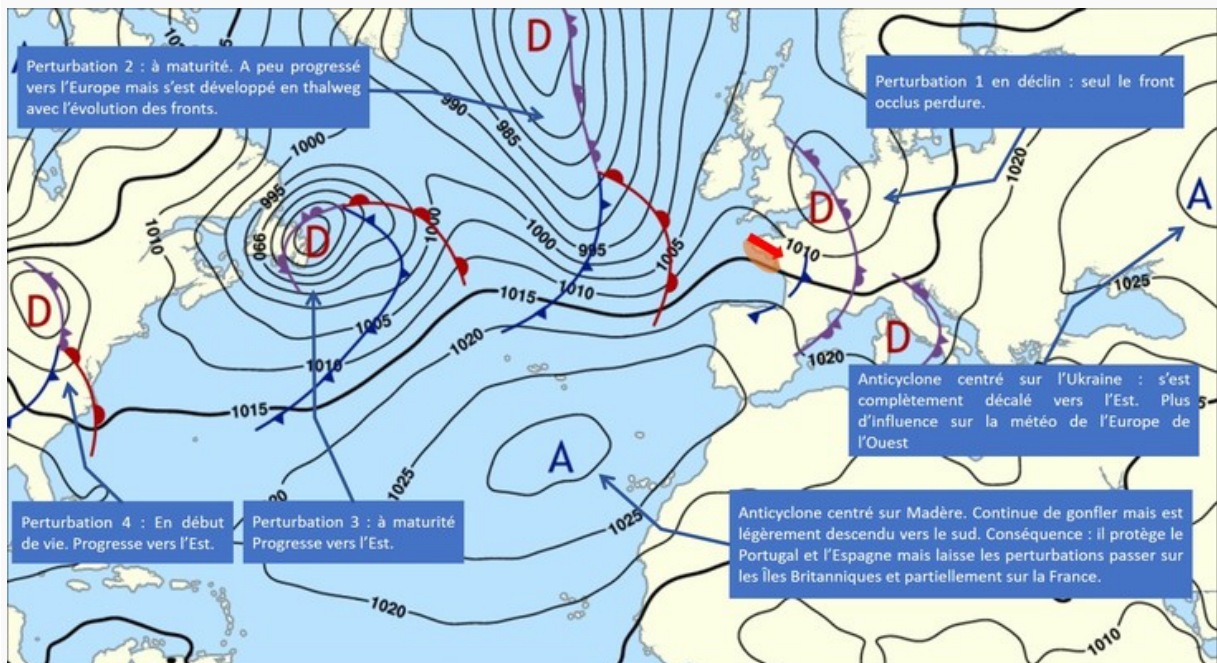 D
A
Perturbation 2 : à maturité. A peu progressé
vers l'Europe mais s'est développé en thalweg
avec l'évolution des fronts.
Perturbation 1 en déclin : seul le front
occlus perdure.
990
985
1000
995
1020
A
1010
990
D
1000
1000
995
1005
D
1010
D
1015
1010
1005
1020
1025
D
1010
1020
1015
Anticyclone centré sur l'Ukraine : s'est
complètement décalé vers l'Est. Plus
d'influence sur la météo de l'Europe de
l'Ouest
A
1025
1025
Perturbation 4 : En début
de vie. Progresse vers l'Est.
Perturbation 3 : à maturité
Progresse vers l'Est.
Anticyclone centré sur Madère. Continue de gonfler mais est
légèrement descendu vers le sud. Conséquence : il protège le
Portugal et l'Espagne mais laisse les perturbations passer sur
les Îles Britanniques et partiellement sur la France.
1020
1010